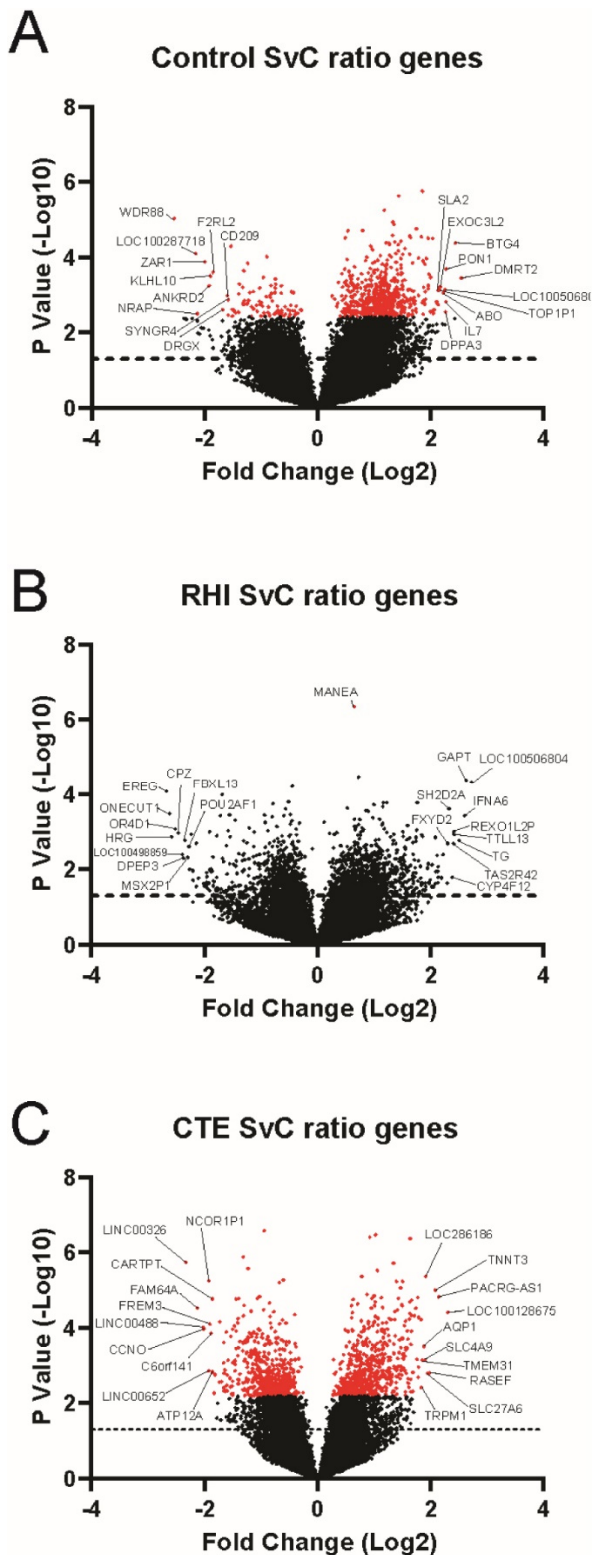 A
Control SvC ratio genes
8
6
4
2
0
P Value (-Log10)
WDR88
F2RL2
CD209
LOC100287718
ZAR1
KLHL10
ANKRD2
NRAP
SYNGR4
DRGX
SLA2
EXOC3L2
BTG4
PON1
DMRT2
LOC10050680
TOP1P1
ABO
IL7
DPPA3
-4
-2
0
2
4
Fold Change (Log2)
B
RHI SvC ratio genes
8
6
4
2
0
P Value (-Log10)
MANEA
CPZ
EREG
FBXL13
ONECUT1
POU2AF1
OR4D1
HRG
LOC100498859
DPEP3
MSX2P1
GAPT
LOC100506804
SH2D2A
IFNA6
FXYD2
REXO1L2P
TTLL13
TG
TAS2R42
CYP4F12
-4
-2
0
2
4
Fold Change (Log2)
C
CTE SvC ratio genes
8
6
4
2
0
P Value (-Log10)
NCOR1P1
LINC00326
CARTPT
FAM64A
FREM3
LINC00488
CCNO
C6orf141
LINC00652
ATP12A
LOC286186
TNNT3
PACRG-AS1
LOC100128675
AQP1
SLC4A9
TMEM31
RASEF
SLC27A6
TRPM1
-4
-2
0
2
4
Fold Change (Log2)